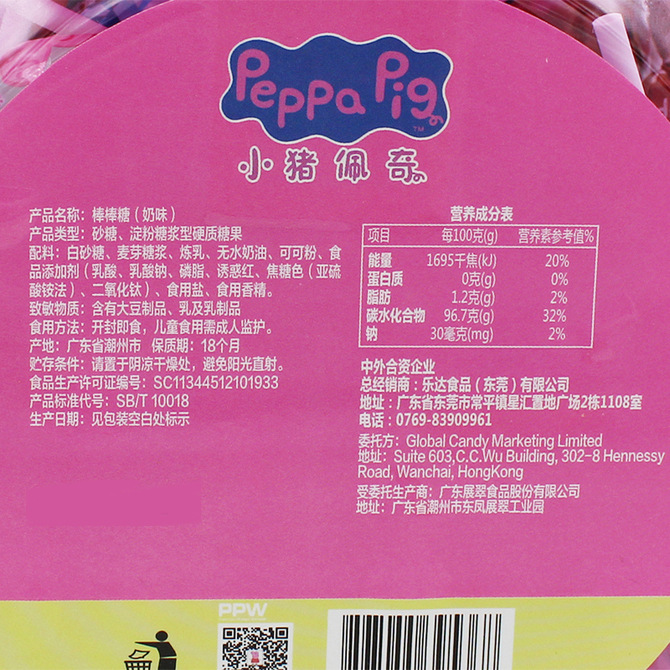 Peppa Pig
TM
小猪佩奇
产品名称：棒棒糖（奶味）
产品类型：砂糖、淀粉糖浆型硬质糖果
配料：白砂糖、麦芽糖浆、炼乳、无水奶油、可可粉、食
品添加剂（乳酸、乳酸钠、磷脂、诱惑红、焦糖色（亚硫
酸铵法）、二氧化钛）、食用盐、食用香精。
致敏物质：含有大豆制品、乳及乳制品
食用方法：开封即食，儿童食用需成人监护。
产地：广东省潮州市 保质期：18个月
贮存条件：请置于阴凉干燥处，避免阳光直射。
食品生产许可证编号：SC11344512101933
产品标准代号：SB/T 10018
生产日期：见包装空白处标示
营养成分表
项目 每100克(g) 营养素参考值%
能量 1695千焦(kJ) 20%
蛋白质 0克(g) 0%
脂肪 1.2克(g) 2%
碳水化合物 96.7克(g) 32%
钠 30毫克(mg) 2%
中外合资企业
总经销商：乐达食品（东莞）有限公司
地址：广东省东莞市常平镇星汇置地广场2栋1108室
电话：0769-83909961
委托方：Global Candy Marketing Limited
地址：Suite 603,C.C.Wu Building, 302-8 Hennessy
Road, Wanchai, HongKong
受委托生产商：广东展翠食品股份有限公司
地址：广东省潮州市东凤展翠工业园
PPW